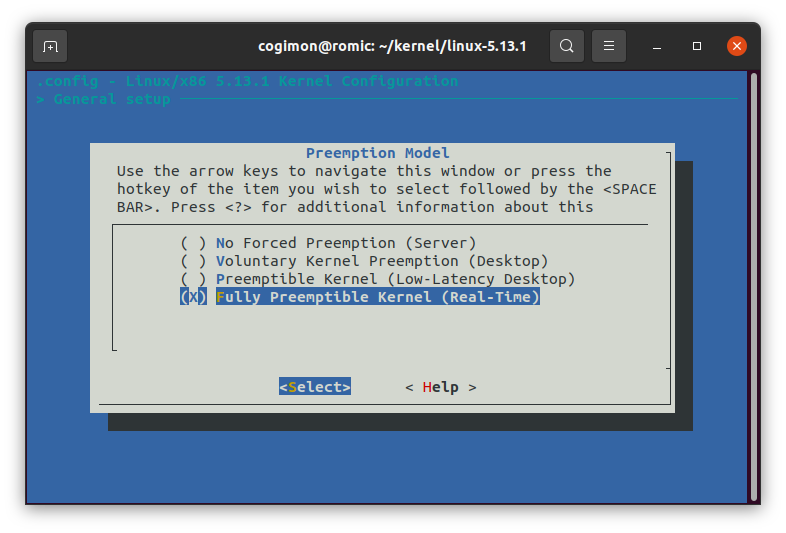 cogimon@romic: ~/kernel/linux-5.13.1
.config - Linux/x86 5.13.1 Kernel Configuration
> General setup
Preemption Model
Use the arrow keys to navigate this window or press the
hotkey of the item you wish to select followed by the <SPACE
BAR>. Press <?> for additional information about this
( ) No Forced Preemption (Server)
( ) Voluntary Kernel Preemption (Desktop)
( ) Preemptible Kernel (Low-Latency Desktop)
(X) Fully Preemptible Kernel (Real-Time)
<Select> < Help >